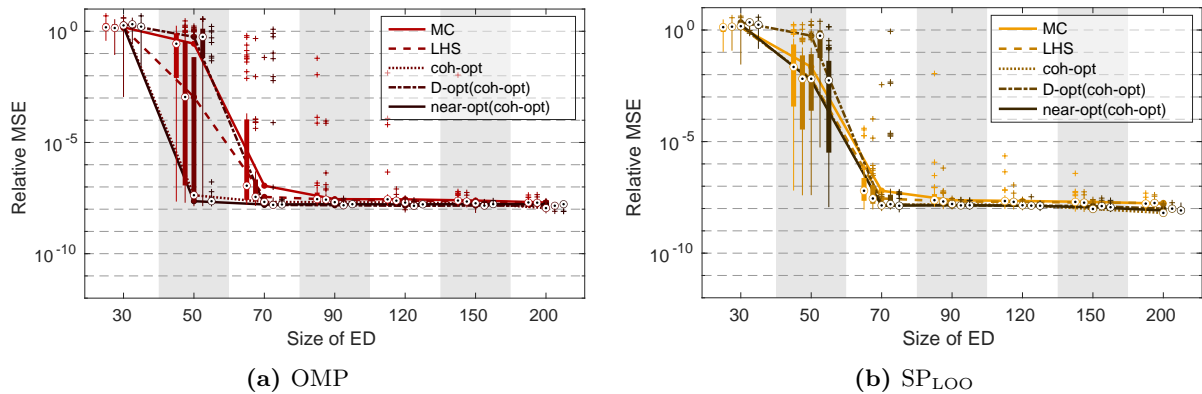 10^0
10^-5
10^-10
Relative MSE
30 50 70 90 120 150 200
Size of ED
MC
LHS
coh-opt
D-opt(coh-opt)
near-opt(coh-opt)
(a) OMP
10^0
10^-5
10^-10
Relative MSE
30 50 70 90 120 150 200
Size of ED
MC
LHS
coh-opt
D-opt(coh-opt)
near-opt(coh-opt)
(b) SP_LOO